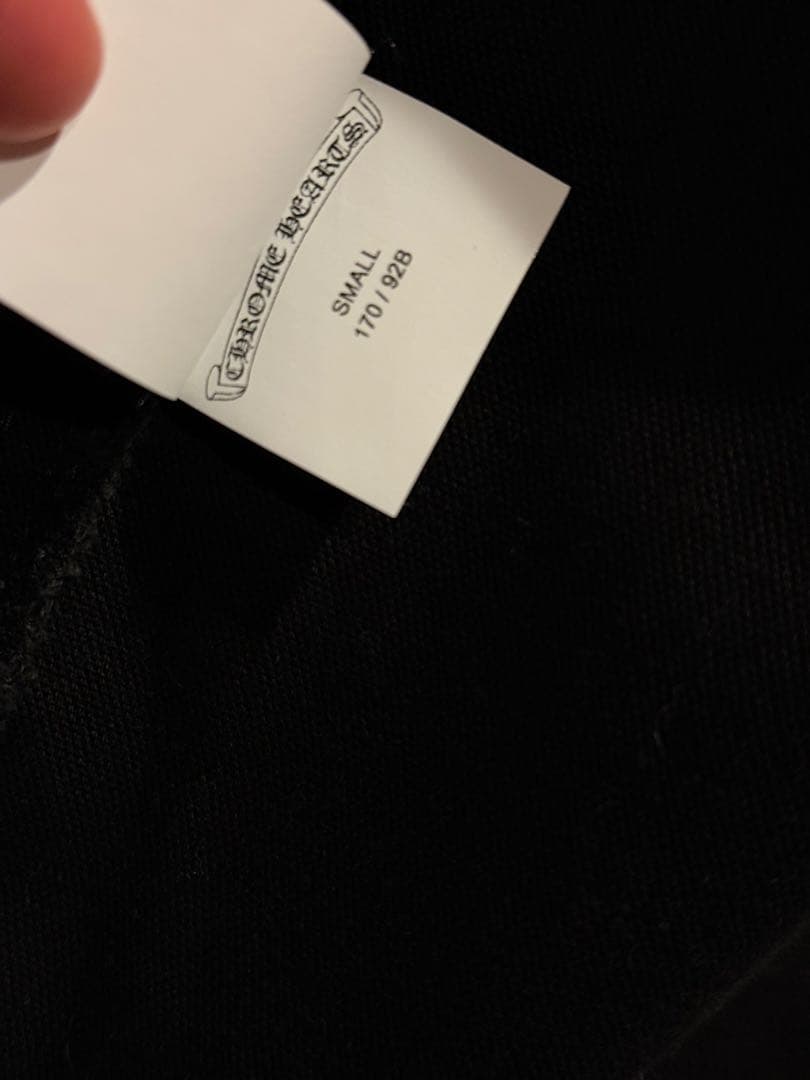 CHROME HEARTS
SMALL
170 / 92B